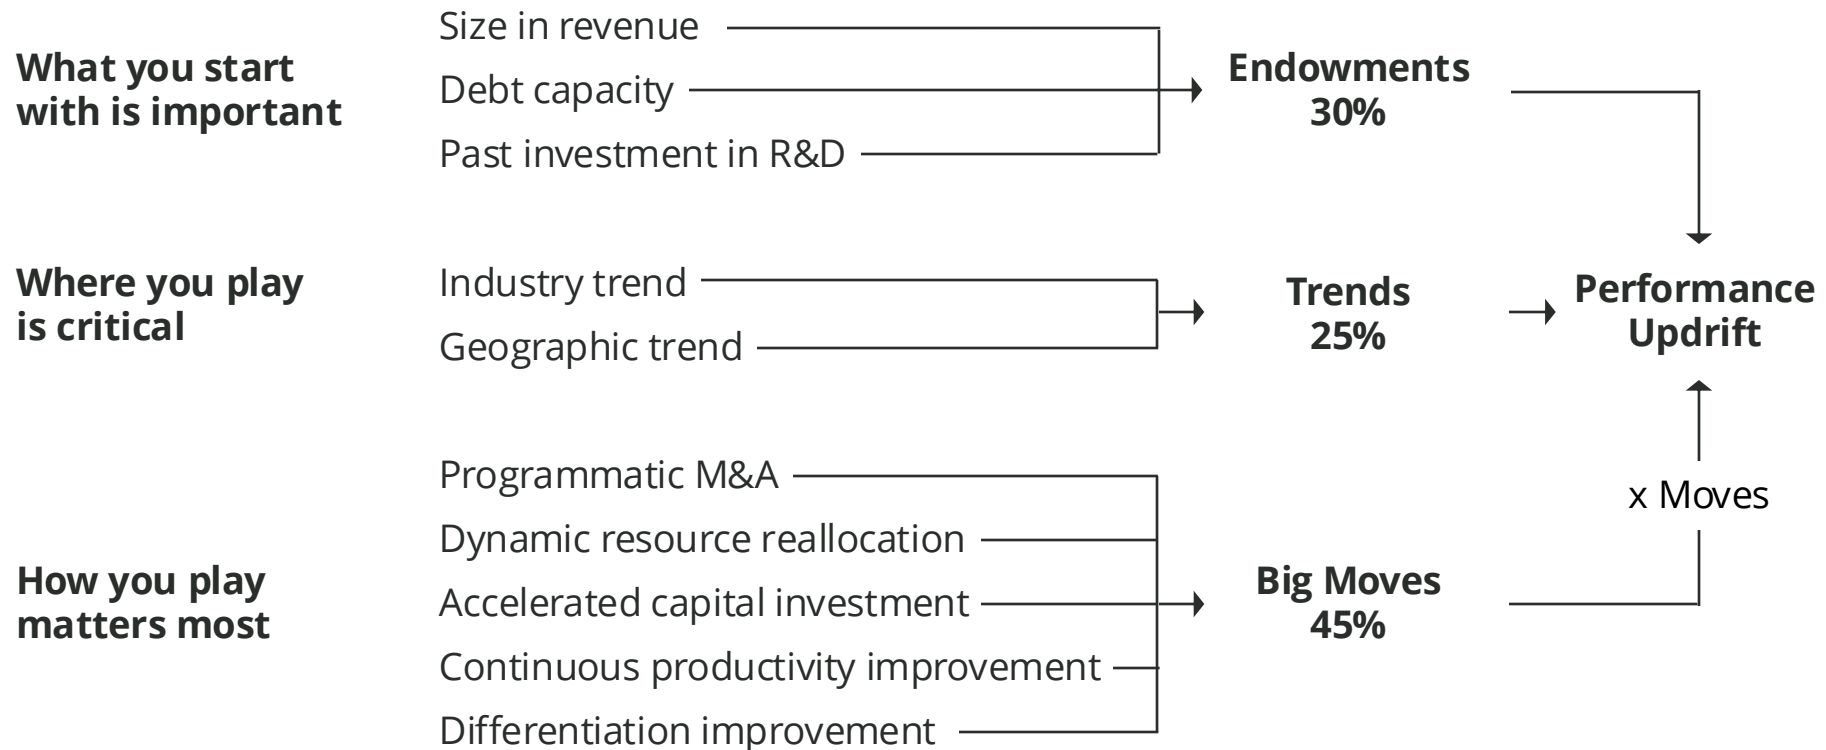 What you start
with is important
Size in revenue
Debt capacity
Past investment in R&D
Endowments
30%
Where you play
is critical
Industry trend
Geographic trend
Trends
25%
Performance
Updrift
How you play
matters most
Programmatic M&A
Dynamic resource reallocation
Accelerated capital investment
Continuous productivity improvement
Differentiation improvement
Big Moves
45%
x Moves